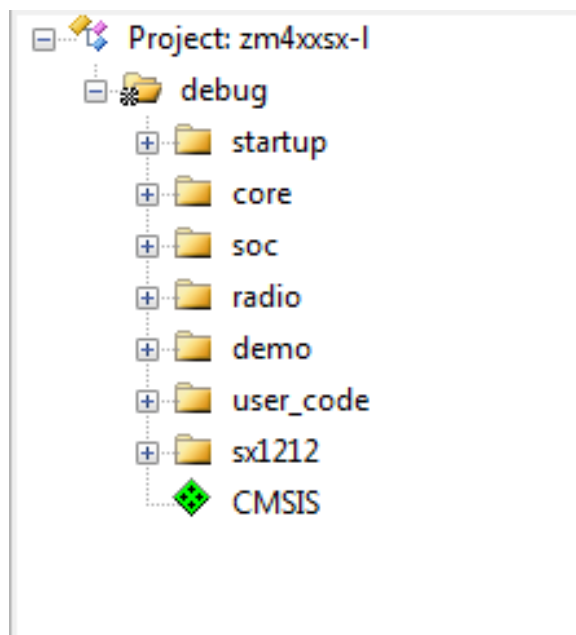 Project: zm4xxsx-l
debug
startup
core
soc
radio
demo
user_code
sx1212
CMSIS